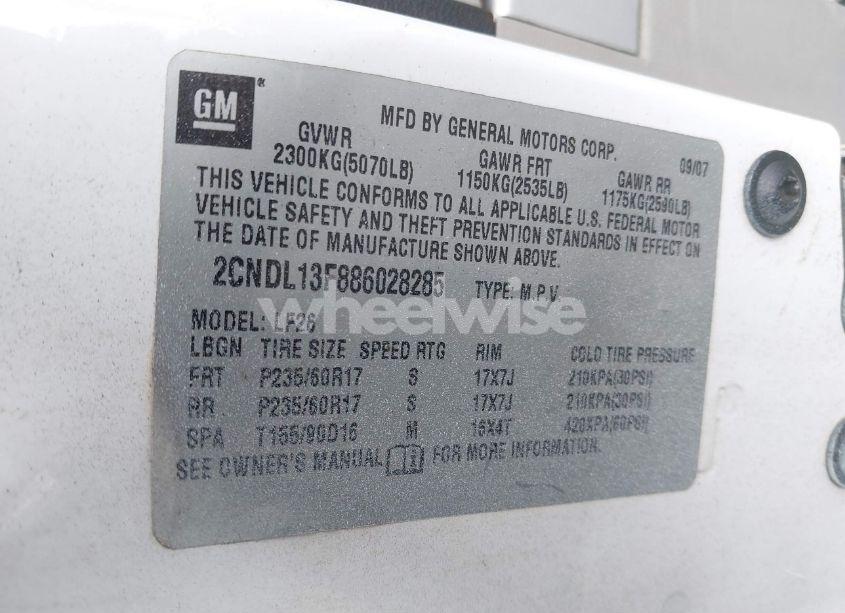 GM ®
MFD BY GENERAL MOTORS CORP. 09/07
GVWR GAWR FRT GAWR RR
2300KG(5070LB) 1150KG(2535LB) 1175KG(2590LB)
THIS VEHICLE CONFORMS TO ALL APPLICABLE U.S. FEDERAL MOTOR
VEHICLE SAFETY AND THEFT PREVENTION STANDARDS IN EFFECT ON
THE DATE OF MANUFACTURE SHOWN ABOVE.
2CNDL13F886028285 TYPE: M.P.V.
wheelwise
MODEL: LF26
LBGN TIRE SIZE SPEED RTG RIM COLD TIRE PRESSURE
FRT P235/60R17 S 17X7J 210KPA(30PSI)
RR P235/60R17 S 17X7J 210KPA(30PSI)
SPA T155/90D16 M 16X4T 420KPA(60PSI)
SEE OWNER'S MANUAL FOR MORE INFORMATION.